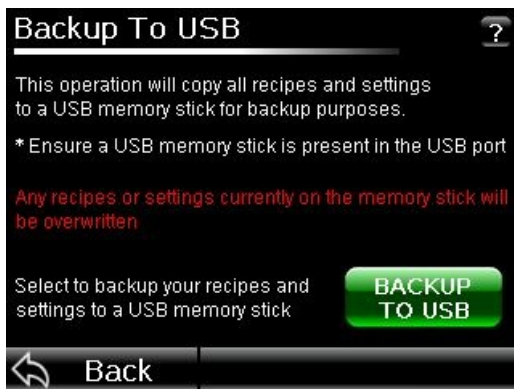 Backup To USB
?
This operation will copy all recipes and settings
to a USB memory stick for backup purposes.
* Ensure a USB memory stick is present in the USB port
Any recipes or settings currently on the memory stick will
be overwritten
Select to backup your recipes and
settings to a USB memory stick
BACKUP
TO USB
Back